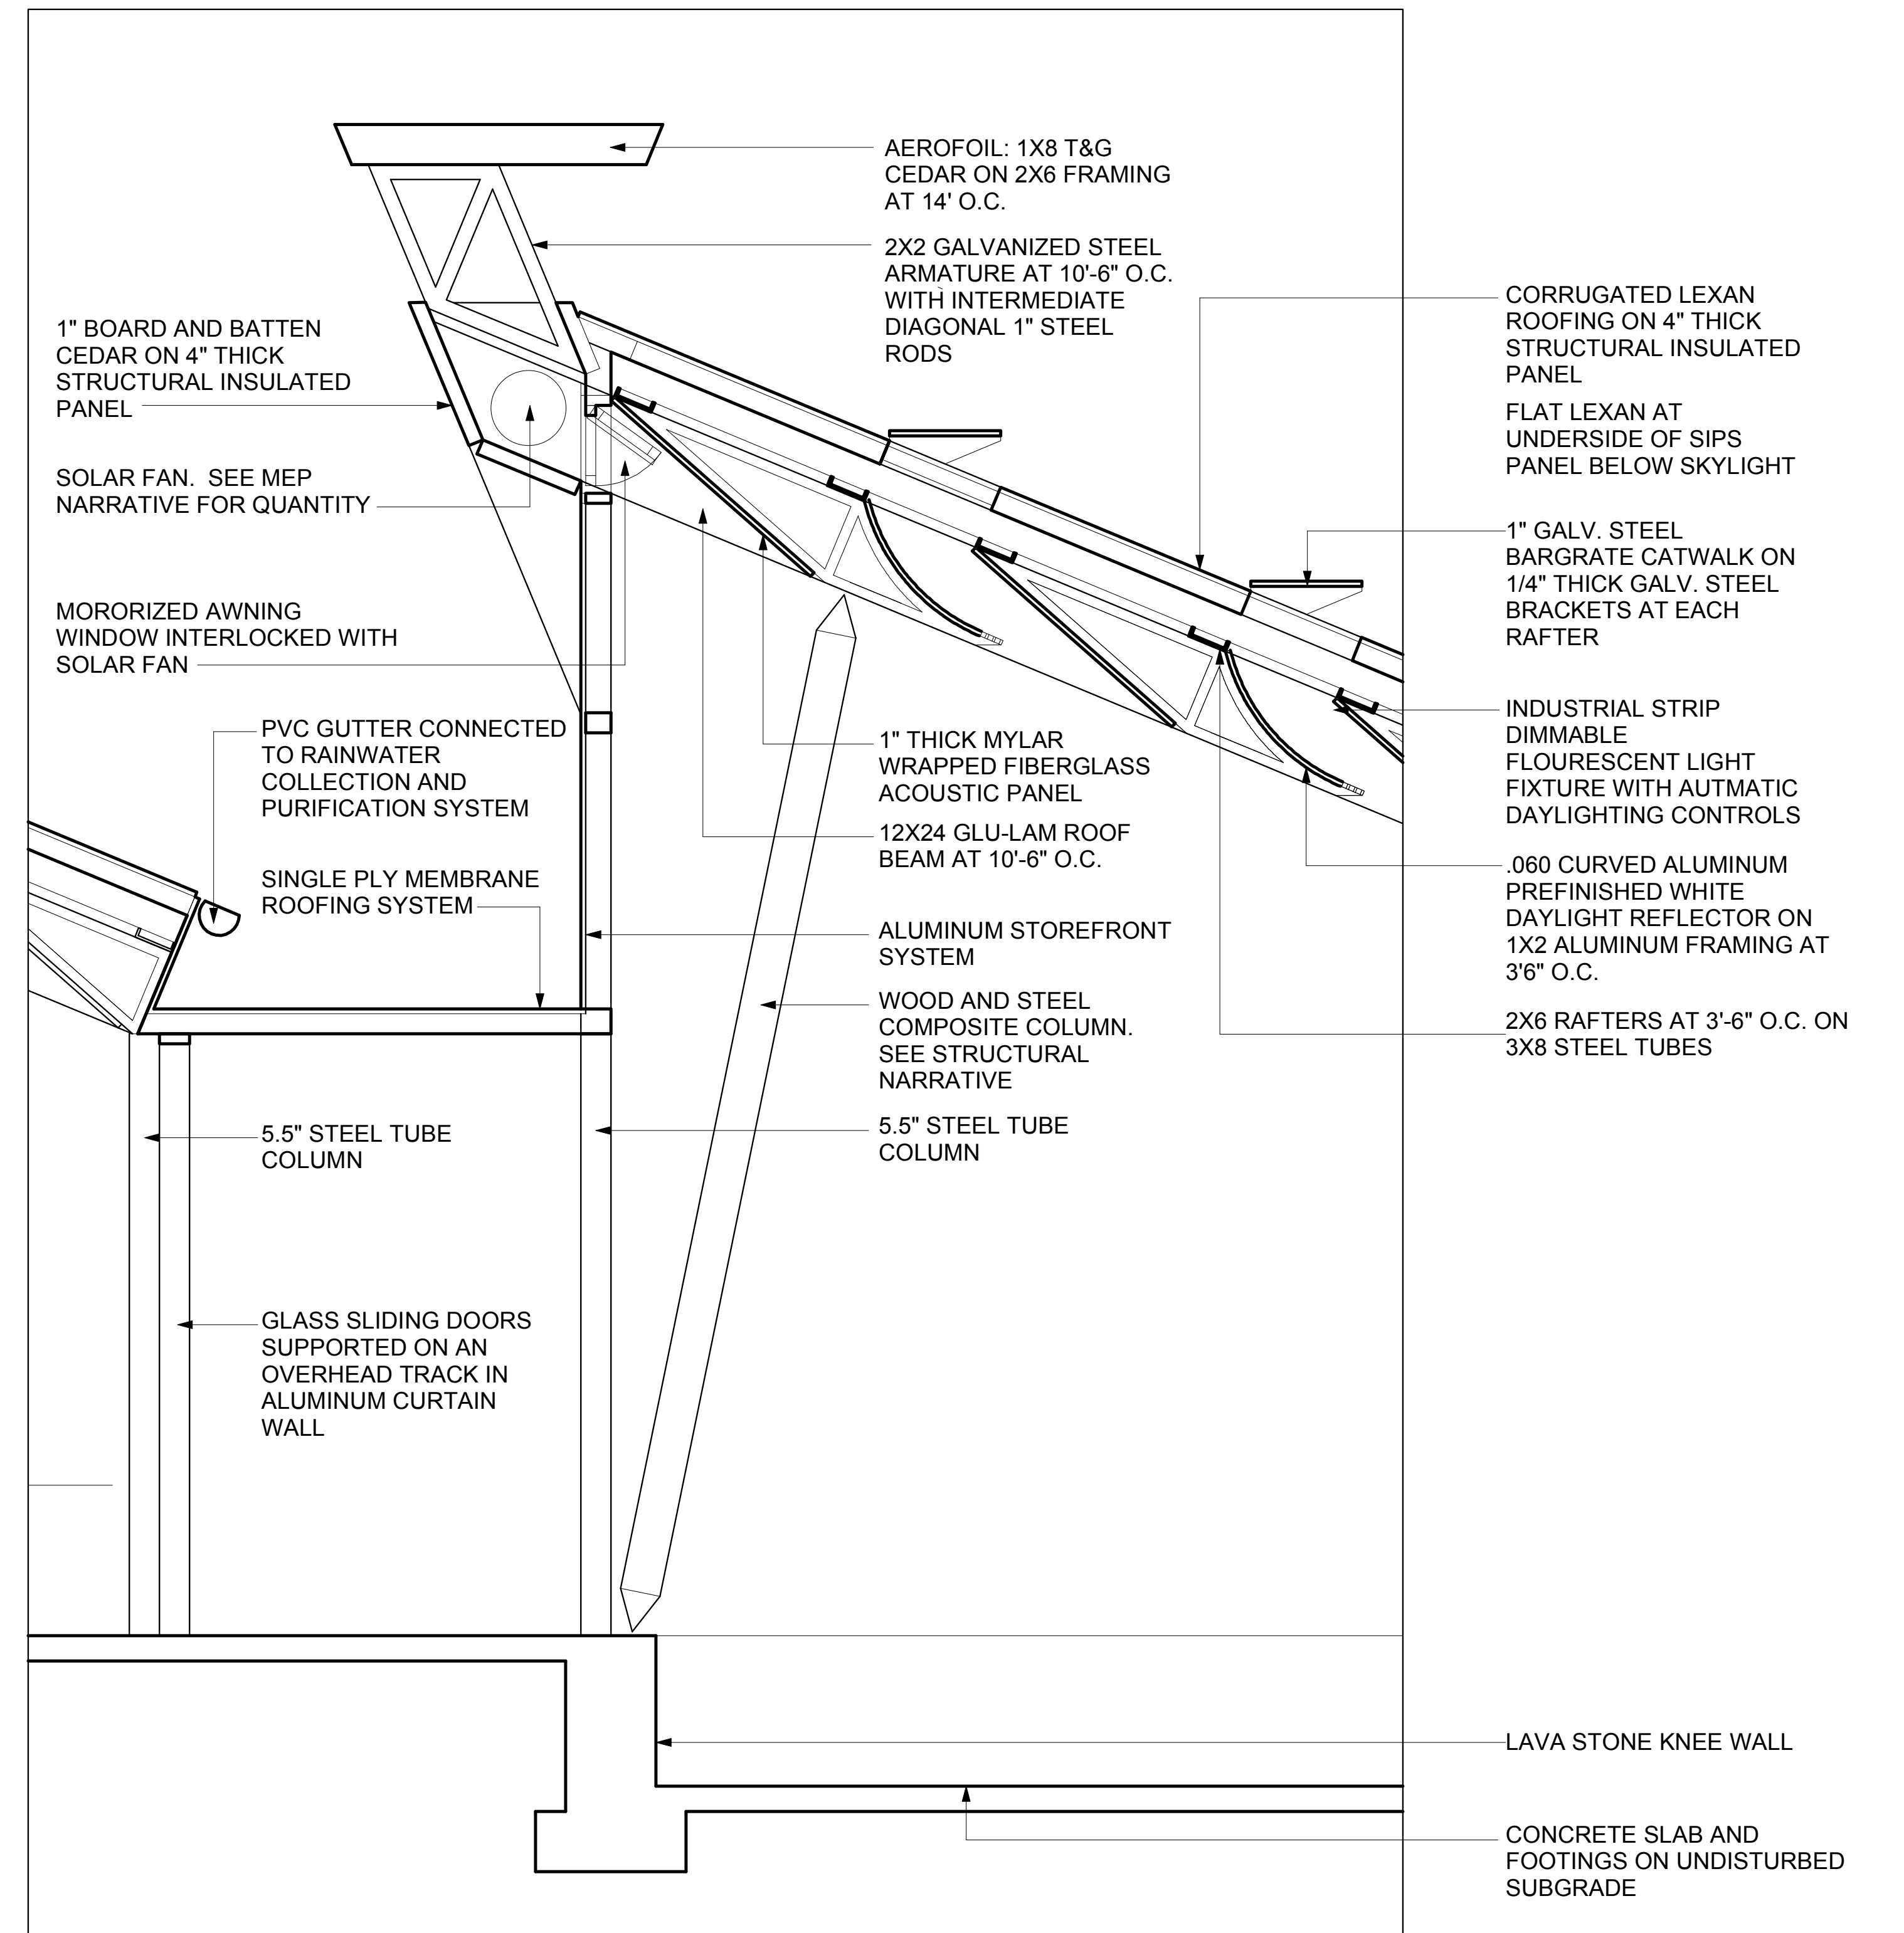 AEROFOIL: 1X8 T&G
CEDAR ON 2X6 FRAMING
AT 14' O.C.
2X2 GALVANIZED STEEL
ARMATURE AT 10'-6" O.C.
WITH INTERMEDIATE
DIAGONAL 1" STEEL
RODS
1" BOARD AND BATTEN
CEDAR ON 4" THICK
STRUCTURAL INSULATED
PANEL
SOLAR FAN. SEE MEP
NARRATIVE FOR QUANTITY
MORORIZED AWNING
WINDOW INTERLOCKED WITH
SOLAR FAN
PVC GUTTER CONNECTED
TO RAINWATER
COLLECTION AND
PURIFICATION SYSTEM
SINGLE PLY MEMBRANE
ROOFING SYSTEM
5.5" STEEL TUBE
COLUMN
GLASS SLIDING DOORS
SUPPORTED ON AN
OVERHEAD TRACK IN
ALUMINUM CURTAIN
WALL
1" THICK MYLAR
WRAPPED FIBERGLASS
ACOUSTIC PANEL
12X24 GLU-LAM ROOF
BEAM AT 10'-6" O.C.
ALUMINUM STOREFRONT
SYSTEM
WOOD AND STEEL
COMPOSITE COLUMN.
SEE STRUCTURAL
NARRATIVE
5.5" STEEL TUBE
COLUMN
CORRUGATED LEXAN
ROOFING ON 4" THICK
STRUCTURAL INSULATED
PANEL
FLAT LEXAN AT
UNDERSIDE OF SIPS
PANEL BELOW SKYLIGHT
1" GALV. STEEL
BARGRATE CATWALK ON
1/4" THICK GALV. STEEL
BRACKETS AT EACH
RAFTER
INDUSTRIAL STRIP
DIMMABLE
FLOURESCENT LIGHT
FIXTURE WITH AUTMATIC
DAYLIGHTING CONTROLS
.060 CURVED ALUMINUM
PREFINISHED WHITE
DAYLIGHT REFLECTOR ON
1X2 ALUMINUM FRAMING AT
3'6" O.C.
2X6 RAFTERS AT 3'-6" O.C. ON
3X8 STEEL TUBES
LAVA STONE KNEE WALL
CONCRETE SLAB AND
FOOTINGS ON UNDISTURBED
SUBGRADE